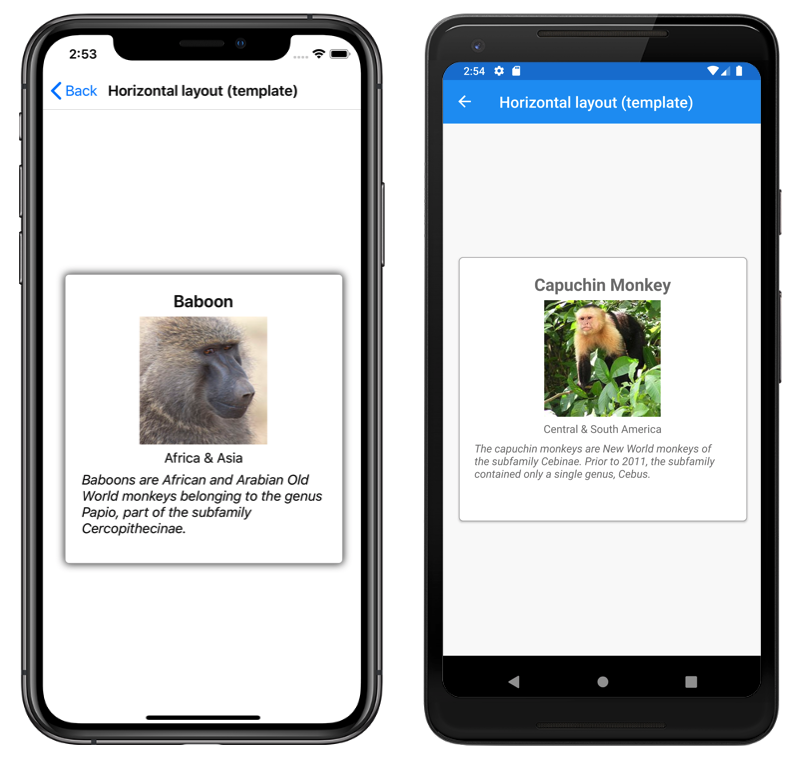 2:53
Back Horizontal layout (template)
Baboon
Africa & Asia
Baboons are African and Arabian Old
World monkeys belonging to the genus
Papio, part of the subfamily
Cercopithecinae.
2:54
Horizontal layout (template)
Capuchin Monkey
Central & South America
The capuchin monkeys are New World monkeys of
the subfamily Cebinae. Prior to 2011, the subfamily
contained only a single genus, Cebus.